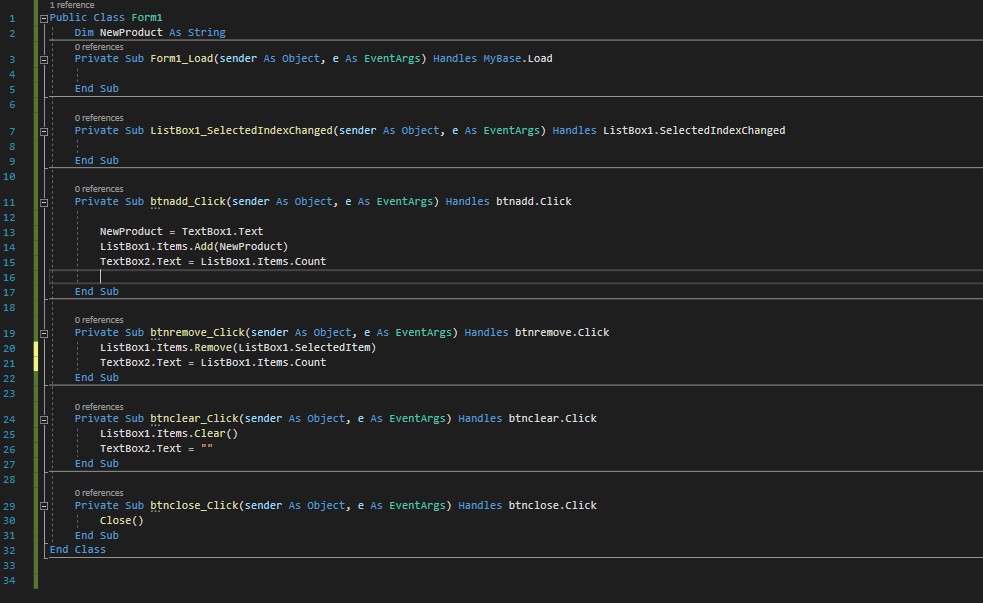 1 reference
1 Public Class Form1
2 Dim NewProduct As String
0 references
3 Private Sub Form1_Load(sender As Object, e As EventArgs) Handles MyBase.Load
4
5 End Sub
6
0 references
7 Private Sub ListBox1_SelectedIndexChanged(sender As Object, e As EventArgs) Handles ListBox1.SelectedIndexChanged
8
9 End Sub
10
0 references
11 Private Sub btnadd_Click(sender As Object, e As EventArgs) Handles btnadd.Click
12
13 NewProduct = TextBox1.Text
14 ListBox1.Items.Add(NewProduct)
15 TextBox2.Text = ListBox1.Items.Count
16
17 End Sub
18
0 references
19 Private Sub btnremove_Click(sender As Object, e As EventArgs) Handles btnremove.Click
20 ListBox1.Items.Remove(ListBox1.SelectedItem)
21 TextBox2.Text = ListBox1.Items.Count
22 End Sub
23
0 references
24 Private Sub btnclear_Click(sender As Object, e As EventArgs) Handles btnclear.Click
25 ListBox1.Items.Clear()
26 TextBox2.Text = ""
27 End Sub
28
0 references
29 Private Sub btnclose_Click(sender As Object, e As EventArgs) Handles btnclose.Click
30 Close()
31 End Sub
32 End Class
33
34